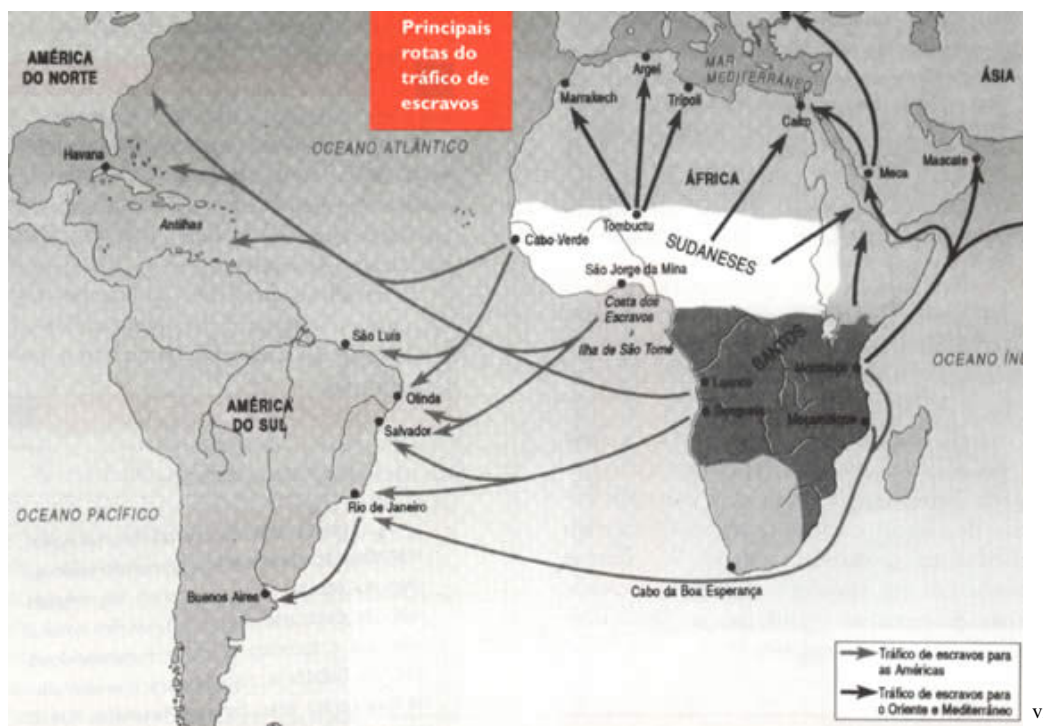 Principais
rotas do
tráfico de
escravos
AMÉRICA
DO NORTE
OCEANO ATLÂNTICO
MAR
MEDITERRÂNEO
ÁSIA
Argel
Marrakech
Trípoli
Cairo
Havana
ÁFRICA
Meca
Mascate
Antilhas
Tombuctu
Cabo Verde
SUDANESES
São Jorge da Mina
Costa dos
Escravos
Ilha de São Tomé
São Luís
BANTOS
Mombaça
OCEANO ÍND
Luanda
Olinda
AMÉRICA
DO SUL
Benguela
Moçambique
Salvador
Rio de Janeiro
OCEANO PACÍFICO
Buenos Aires
Cabo da Boa Esperança
Tráfico de escravos para
as Américas
Tráfico de escravos para
o Oriente e Mediterrâneo
v